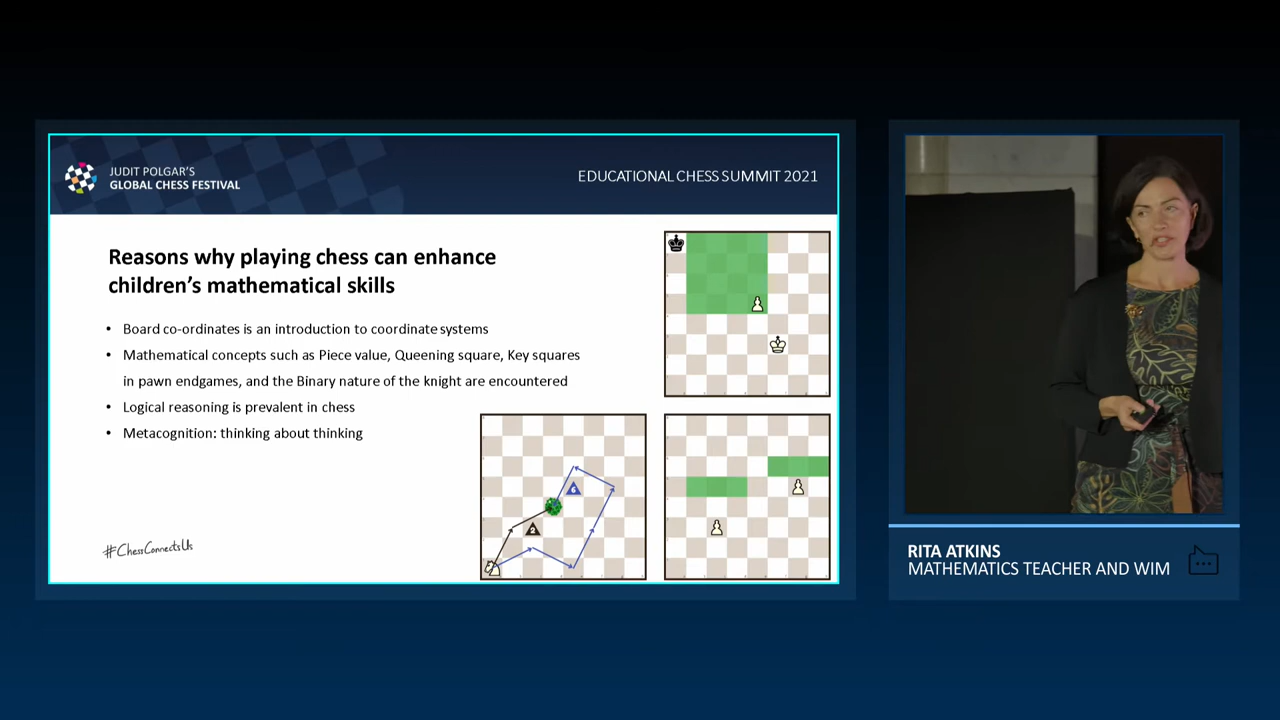 JUDIT POLGAR'S
GLOBAL CHESS FESTIVAL
EDUCATIONAL CHESS SUMMIT 2021
Reasons why playing chess can enhance
children's mathematical skills
• Board co-ordinates is an introduction to coordinate systems
• Mathematical concepts such as Piece value, Queening square, Key squares
in pawn endgames, and the Binary nature of the knight are encountered
• Logical reasoning is prevalent in chess
• Metacognition: thinking about thinking
6
2
#ChessConnectsUs
RITA ATKINS
MATHEMATICS TEACHER AND WIM